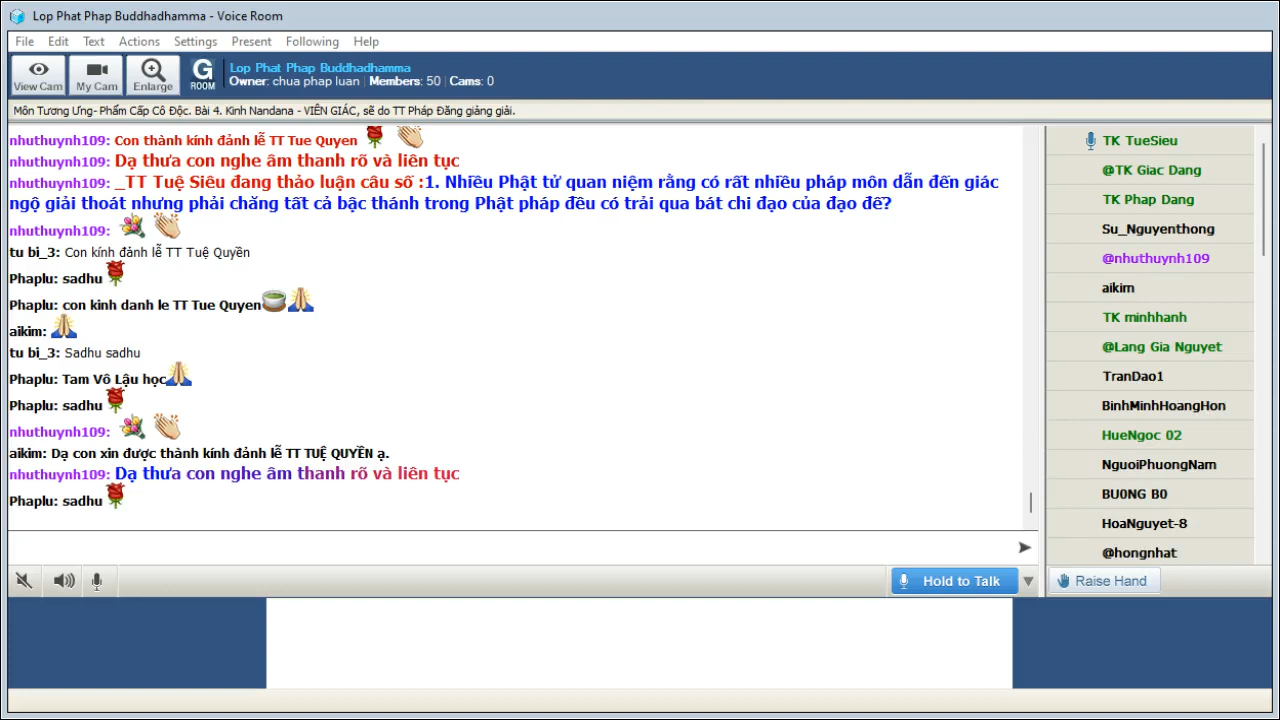 Lop Phat Phap Buddhadhamma - Voice Room
File Edit Text Actions Settings Present Following Help
View Cam My Cam Enlarge G ROOM
Lop Phat Phap Buddhadhamma
Owner: chua phap luan Members: 50 Cams: 0
Môn Tương Ưng- Phẩm Cấp Cô Độc. Bài 4. Kinh Nandana - VIÊN GIÁC, sẽ do TT Pháp Đăng giảng giải.
nhuthuynh109: Con thành kính đảnh lễ TT Tue Quyen
nhuthuynh109: Dạ thưa con nghe âm thanh rõ và liên tục
nhuthuynh109: _TT Tuệ Siêu đang thảo luận câu số :1. Nhiều Phật tử quan niệm rằng có rất nhiều pháp môn dẫn đến giác
ngộ giải thoát nhưng phải chăng tất cả bậc thánh trong Phật pháp đều có trải qua bát chi đạo của đạo đế?
nhuthuynh109:
tu bi_3: Con kính đảnh lễ TT Tuệ Quyền
Phaplu: sadhu
Phaplu: con kinh danh le TT Tue Quyen
aikim:
tu bi_3: Sadhu sadhu
Phaplu: Tam Vô Lậu học
Phaplu: sadhu
nhuthuynh109:
aikim: Dạ con xin được thành kính đảnh lễ TT TUỆ QUYỀN ạ.
nhuthuynh109: Dạ thưa con nghe âm thanh rõ và liên tục
Phaplu: sadhu
TK TueSieu
@TK Giac Dang
TK Phap Dang
Su_Nguyenthong
@nhuthuynh109
aikim
TK minhhanh
@Lang Gia Nguyet
TranDao1
BinhMinhHoangHon
HueNgoc 02
NguoiPhuongNam
BU0NG B0
HoaNguyet-8
@hongnhat
Hold to Talk
Raise Hand